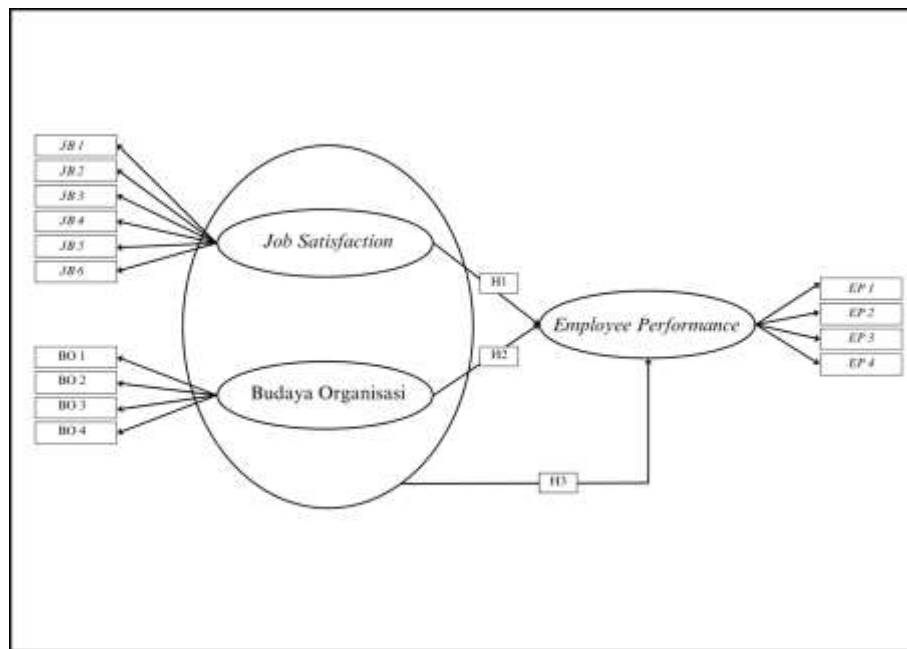 JB 1
JB 2
JB 3
JB 4
JB 5
JB 6
Job Satisfaction
H1
Employee Performance
EP 1
EP 2
EP 3
EP 4
H2
BO 1
BO 2
BO 3
BO 4
Budaya Organisasi
H3